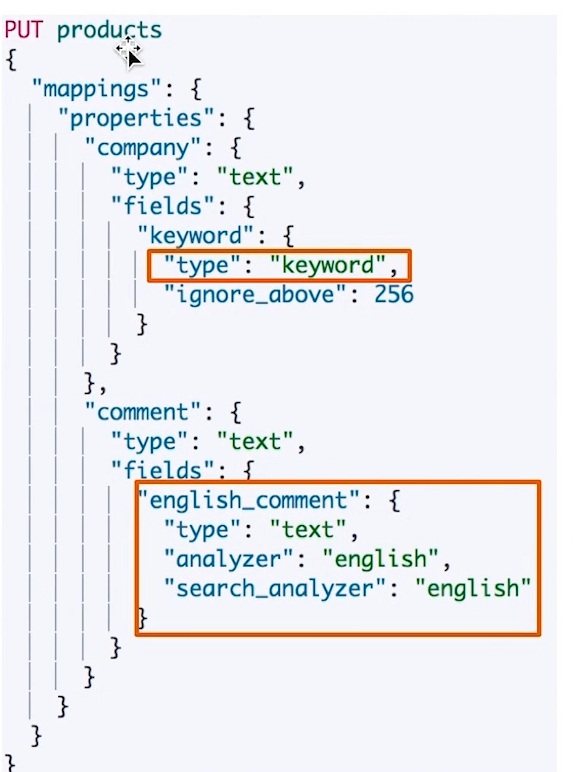 PUT products
{
"mappings": {
"properties": {
"company": {
"type": "text",
"fields": {
"keyword": {
"type": "keyword",
"ignore_above": 256
}
}
},
"comment": {
"type": "text",
"fields": {
"english_comment": {
"type": "text",
"analyzer": "english",
"search_analyzer": "english"
}
}
}
}
}
}